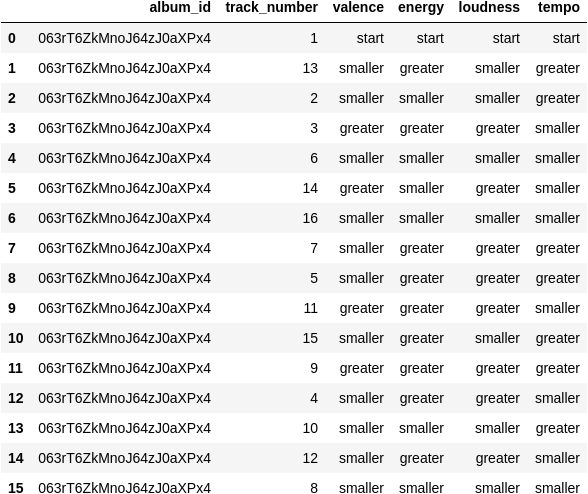 album_id track_number valence energy loudness tempo
0 063rT6ZkMnoJ64zJ0aXPx4 1 start start start start
1 063rT6ZkMnoJ64zJ0aXPx4 13 smaller greater smaller greater
2 063rT6ZkMnoJ64zJ0aXPx4 2 smaller smaller smaller greater
3 063rT6ZkMnoJ64zJ0aXPx4 3 greater greater greater smaller
4 063rT6ZkMnoJ64zJ0aXPx4 6 smaller smaller smaller smaller
5 063rT6ZkMnoJ64zJ0aXPx4 14 greater smaller greater smaller
6 063rT6ZkMnoJ64zJ0aXPx4 16 smaller smaller smaller smaller
7 063rT6ZkMnoJ64zJ0aXPx4 7 smaller greater greater greater
8 063rT6ZkMnoJ64zJ0aXPx4 5 smaller greater greater greater
9 063rT6ZkMnoJ64zJ0aXPx4 11 greater greater greater smaller
10 063rT6ZkMnoJ64zJ0aXPx4 15 smaller greater smaller greater
11 063rT6ZkMnoJ64zJ0aXPx4 9 greater greater greater greater
12 063rT6ZkMnoJ64zJ0aXPx4 4 smaller greater greater smaller
13 063rT6ZkMnoJ64zJ0aXPx4 10 smaller smaller smaller greater
14 063rT6ZkMnoJ64zJ0aXPx4 12 smaller greater greater smaller
15 063rT6ZkMnoJ64zJ0aXPx4 8 smaller smaller smaller smaller